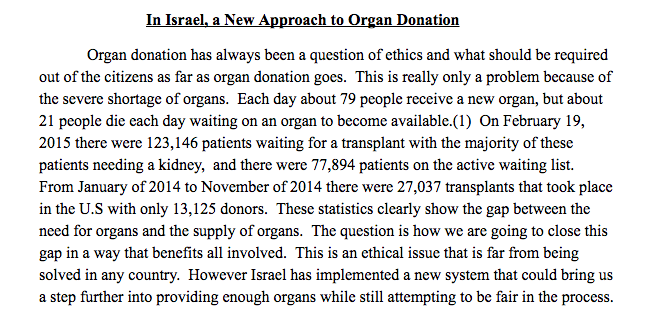 In Israel, a New Approach to Organ Donation
Organ donation has always been a question of ethics and what should be required
out of the citizens as far as organ donation goes.  This is really only a problem because of
the severe shortage of organs.  Each day about 79 people receive a new organ, but about
21 people die each day waiting on an organ to become available.(1)  On February 19,
2015 there were 123,146 patients waiting for a transplant with the majority of these
patients needing a kidney,  and there were 77,894 patients on the active waiting list.
From January of 2014 to November of 2014 there were 27,037 transplants that took place
in the U.S with only 13,125 donors.  These statistics clearly show the gap between the
need for organs and the supply of organs.  The question is how we are going to close this
gap in a way that benefits all involved.  This is an ethical issue that is far from being
solved in any country.  However Israel has implemented a new system that could bring us
a step further into providing enough organs while still attempting to be fair in the process.